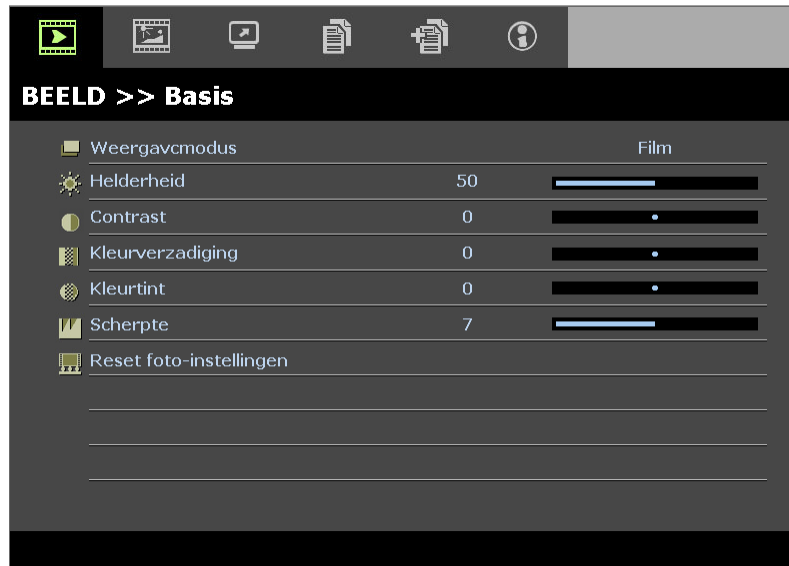 BEELD >> Basis
Weergavcmodus Film
Helderheid 50
Contrast 0
Kleurverzadiging 0
Kleurtint 0
Scherpte 7
Reset foto-instellingen